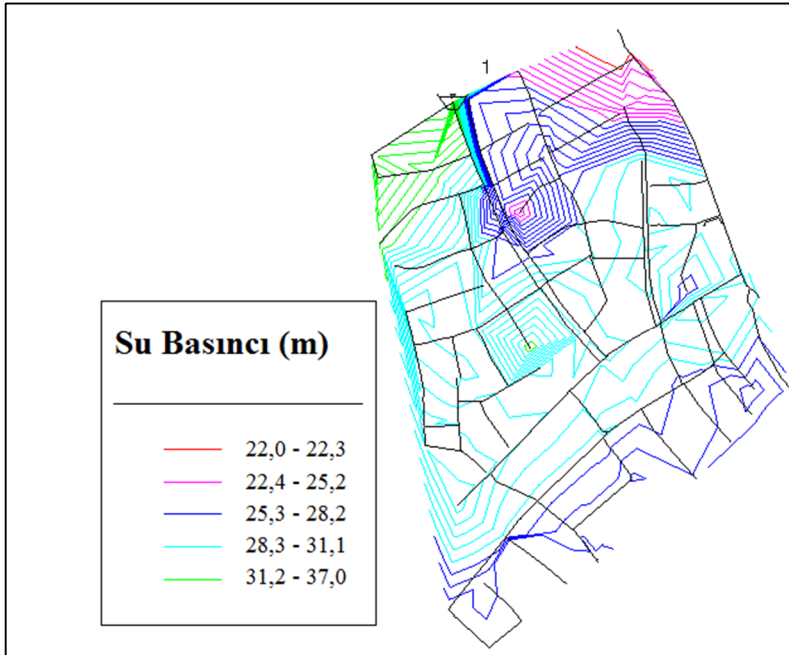 1
Su Basıncı (m)
22,0 - 22,3
22,4 - 25,2
25,3 - 28,2
28,3 - 31,1
31,2 - 37,0